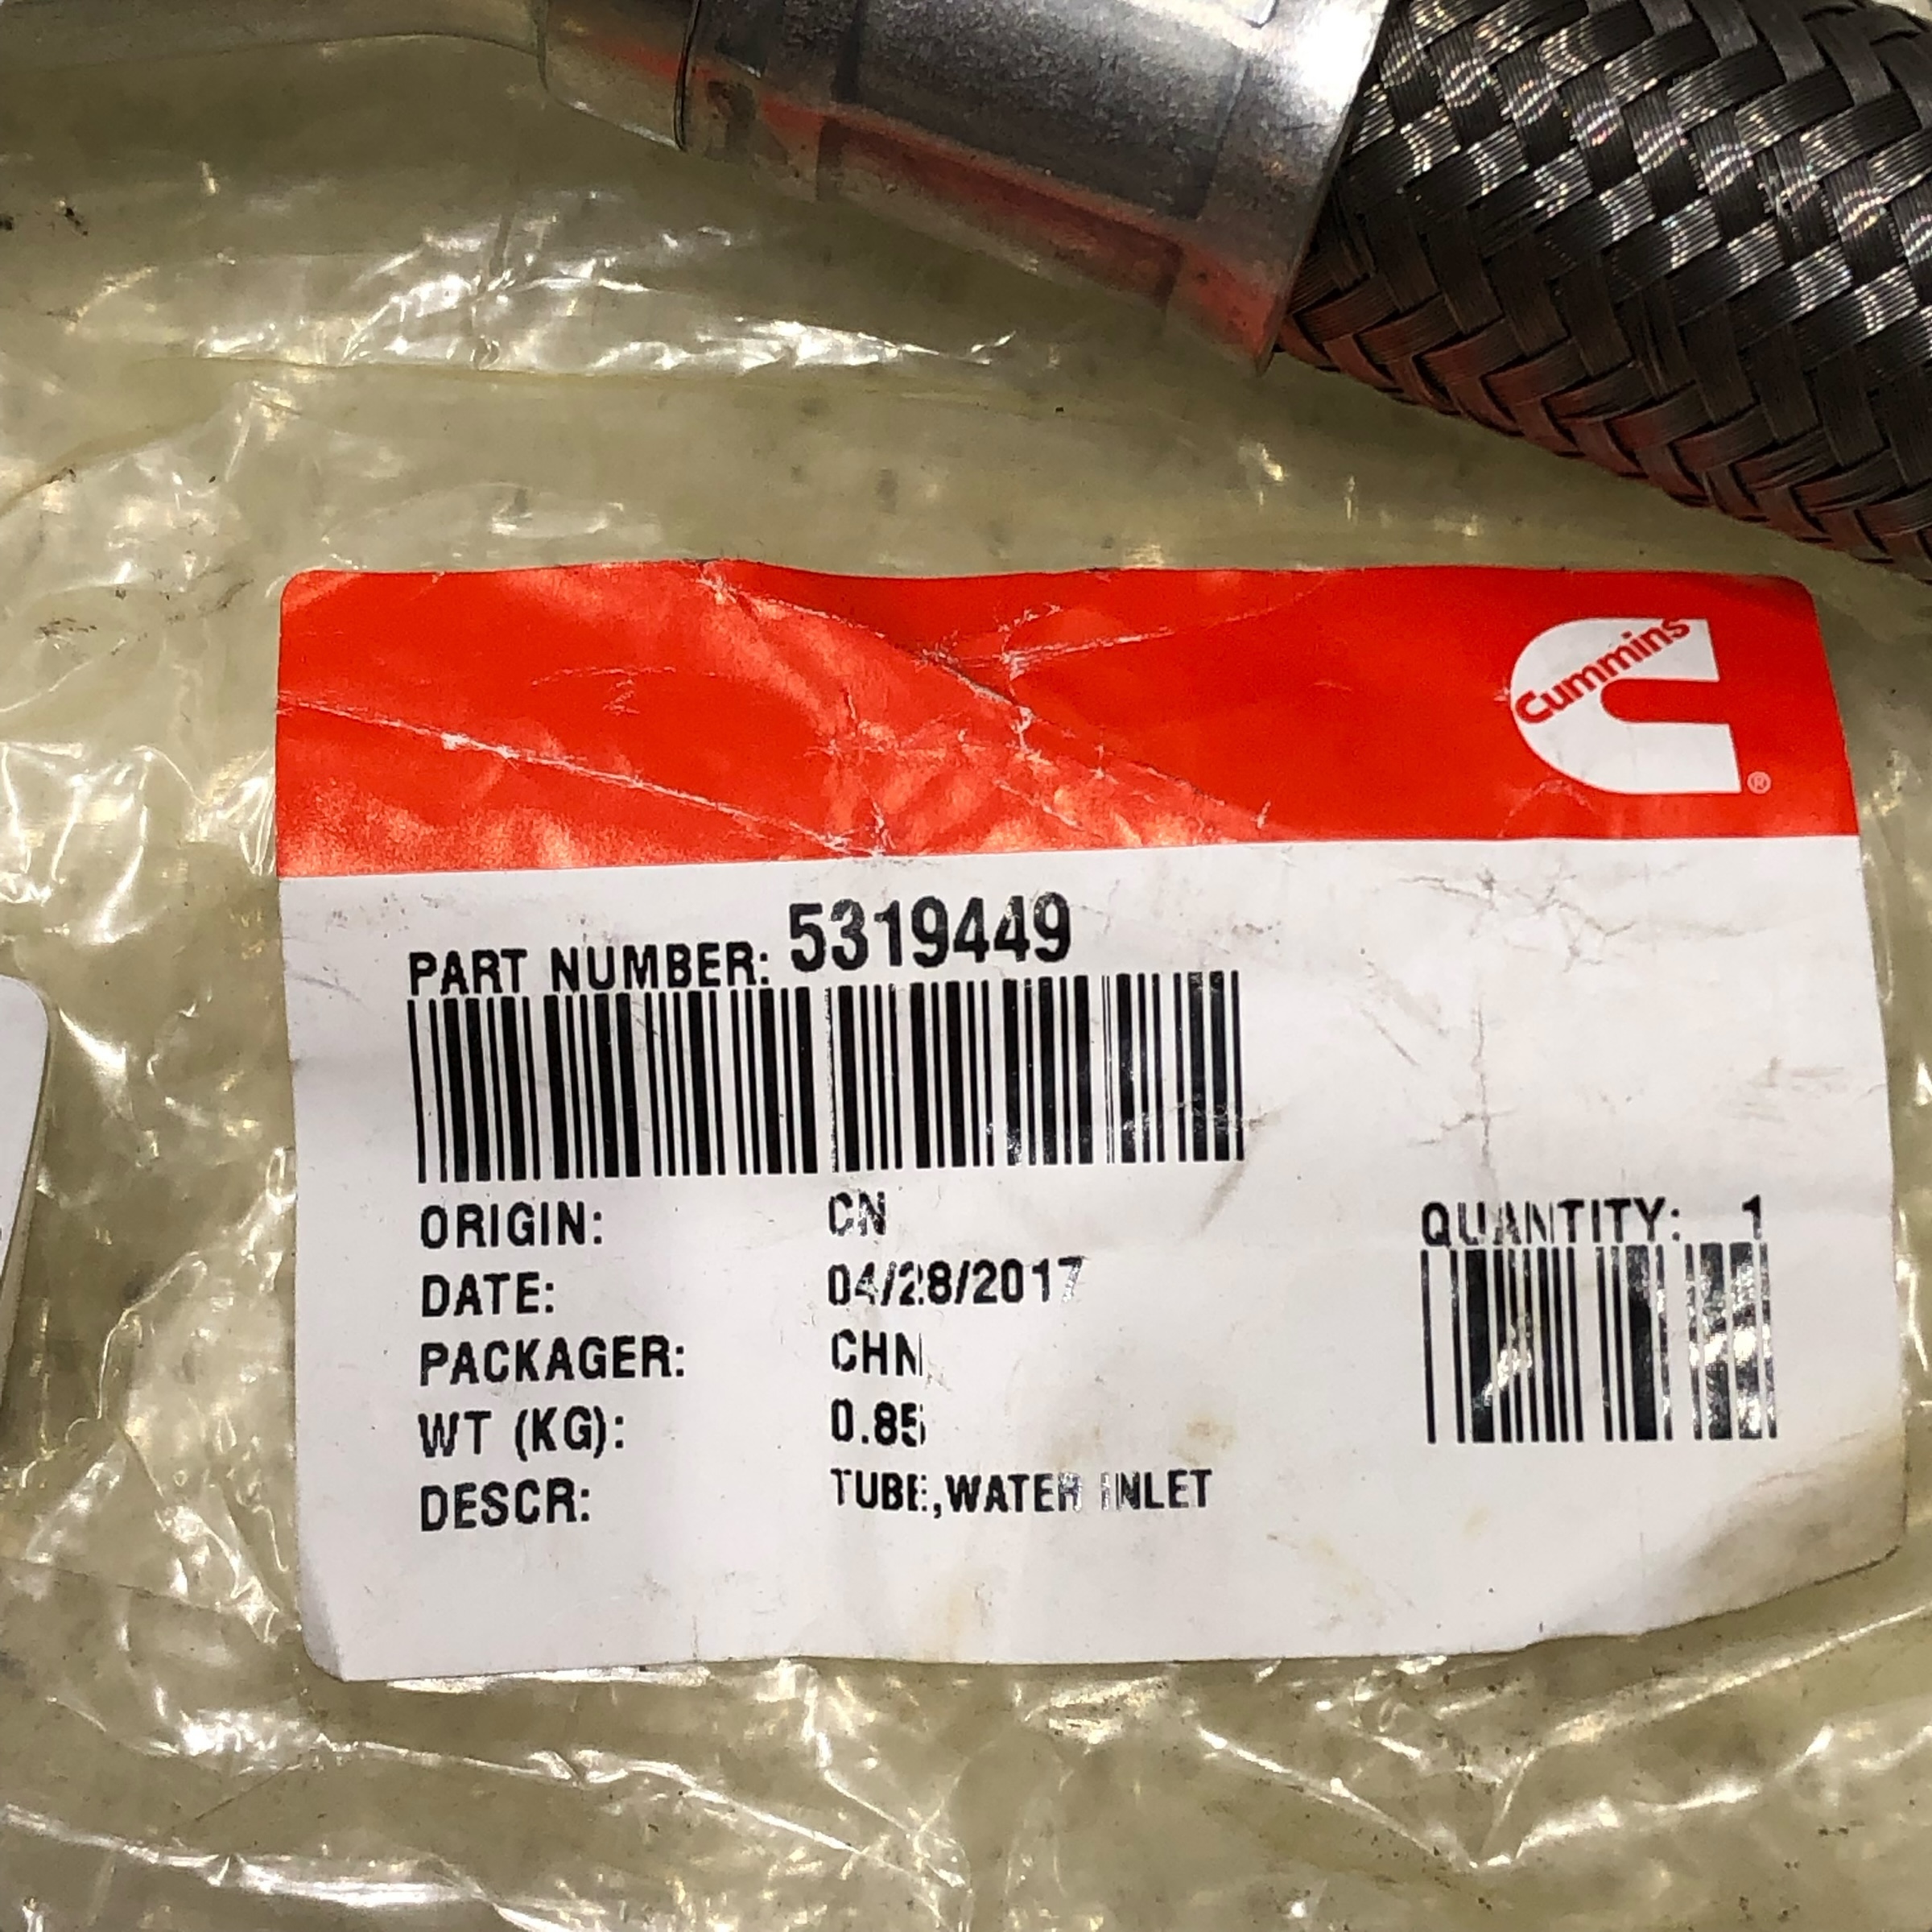 Cummins
®
PART NUMBER: 5319449
ORIGIN: CN
QUANTITY: 1
DATE: 04/28/2017
PACKAGER: CHN
WT (KG): 0.85
DESCR: TUBE,WATER INLET